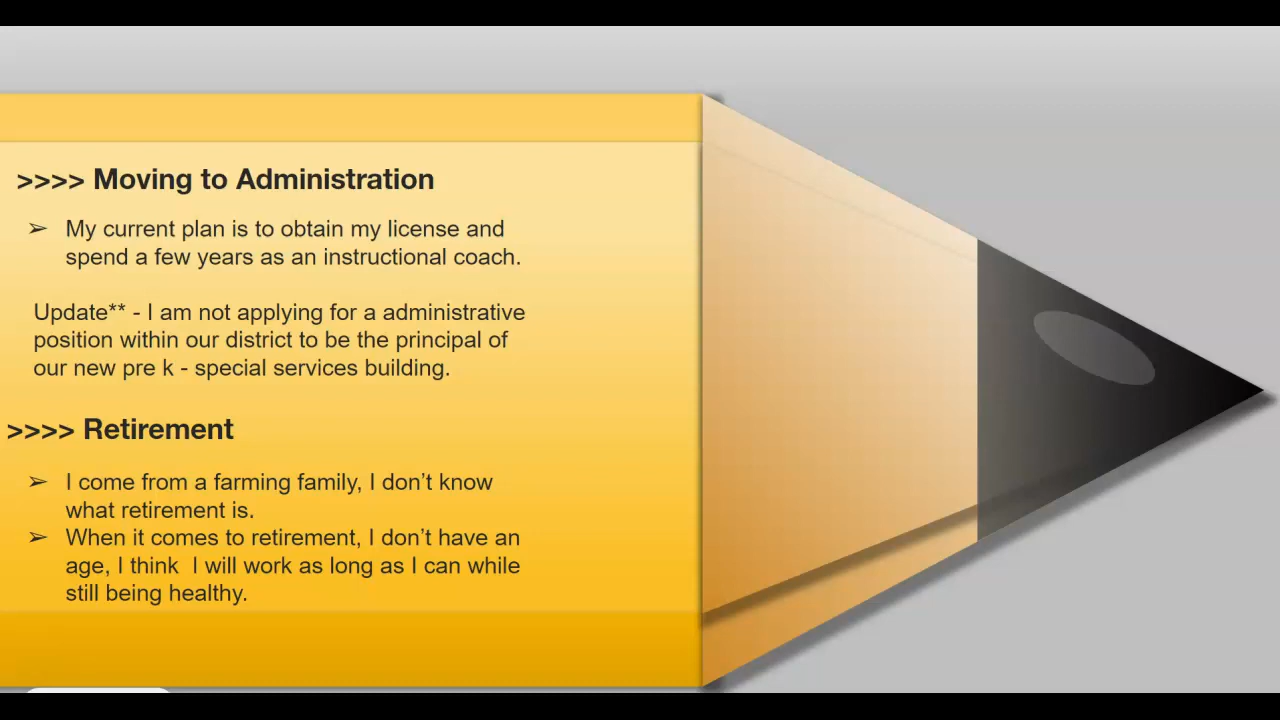 >>>> Moving to Administration
➢ My current plan is to obtain my license and
spend a few years as an instructional coach.
Update** - I am not applying for a administrative
position within our district to be the principal of
our new pre k - special services building.
>>>> Retirement
➢ I come from a farming family, I don’t know
what retirement is.
➢ When it comes to retirement, I don’t have an
age, I think  I will work as long as I can while
still being healthy.